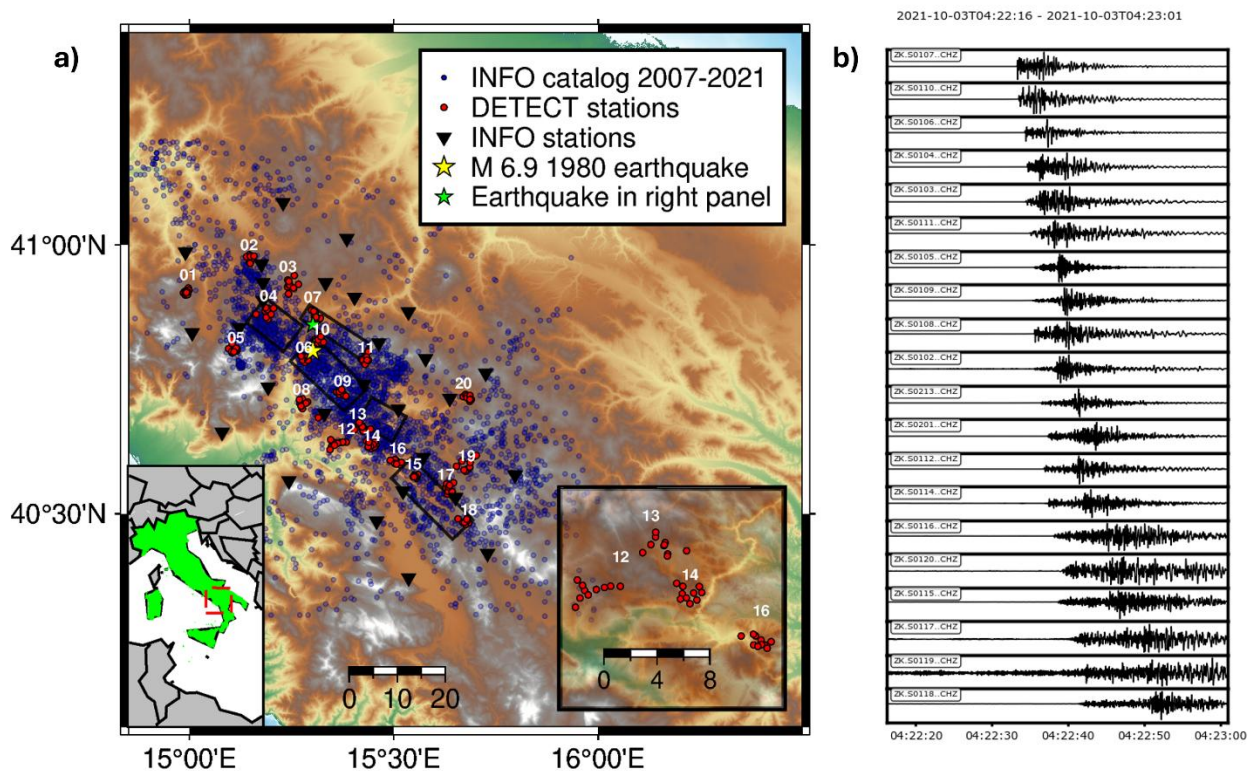 a)
INFO catalog 2007-2021
DETECT stations
INFO stations
M 6.9 1980 earthquake
Earthquake in right panel
41°00'N
40°30'N
15°00'E
15°30'E
16°00'E
02
01
03
04
07
10
05
06
11
09
08
20
13
12
14
16
15
19
17
18
0 10 20
13
12
14
16
0 4 8
b)
2021-10-03T04:22:16 - 2021-10-03T04:23:01
ZK.S0107..CHZ
ZK.S0110..CHZ
ZK.S0106..CHZ
ZK.S0104..CHZ
ZK.S0103..CHZ
ZK.S0111..CHZ
ZK.S0105..CHZ
ZK.S0109..CHZ
ZK.S0108..CHZ
ZK.S0102..CHZ
ZK.S0213..CHZ
ZK.S0201..CHZ
ZK.S0112..CHZ
ZK.S0114..CHZ
ZK.S0116..CHZ
ZK.S0120..CHZ
ZK.S0115..CHZ
ZK.S0117..CHZ
ZK.S0119..CHZ
ZK.S0118..CHZ
04:22:20 04:22:30 04:22:40 04:22:50 04:23:00